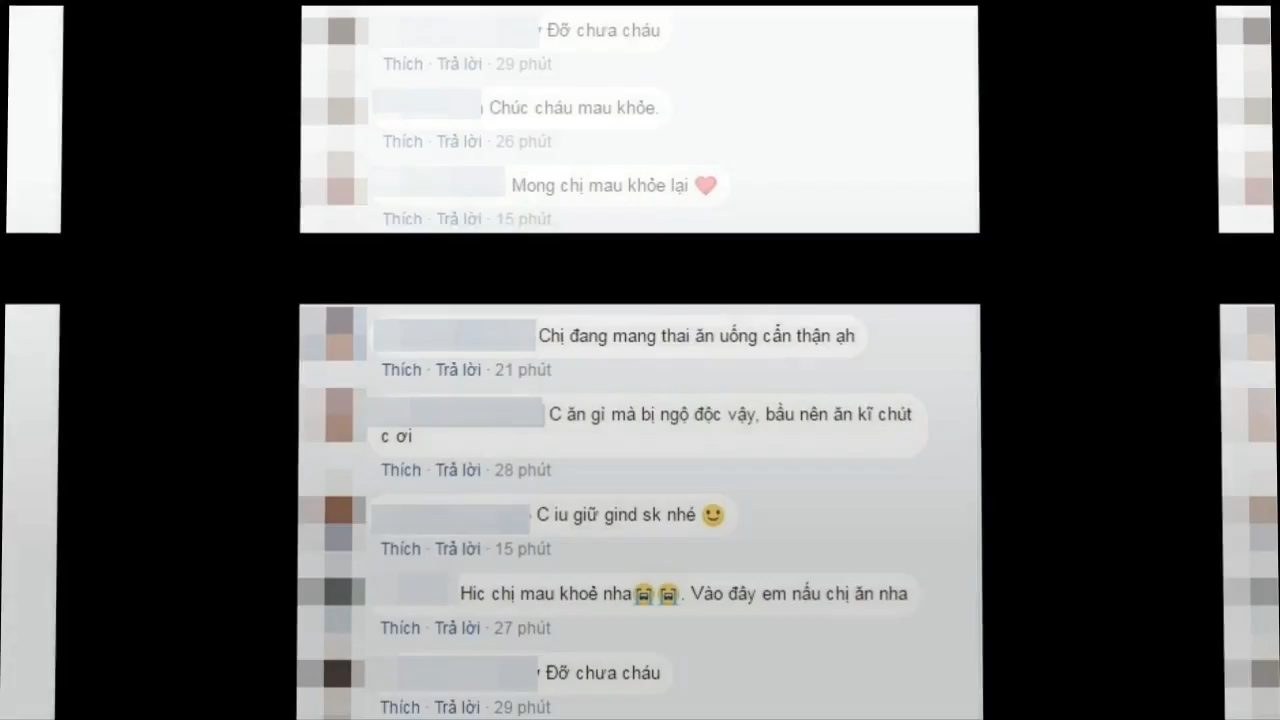 Đỡ chưa cháu
Thích · Trả lời · 29 phút
Chúc cháu mau khỏe.
Thích · Trả lời · 26 phút
Mong chị mau khỏe lại ❤️
Thích · Trả lời · 15 phút
Chị đang mang thai ăn uống cẩn thận ạh
Thích · Trả lời · 21 phút
C ăn gì mà bị ngộ độc vậy, bầu nên ăn kĩ chút
c ơi
Thích · Trả lời · 28 phút
C iu giữ gind sk nhé 🙂
Thích · Trả lời · 15 phút
Hic chị mau khoẻ nha😭😭. Vào đây em nấu chị ăn nha
Thích · Trả lời · 27 phút
Đỡ chưa cháu
Thích · Trả lời · 29 phút